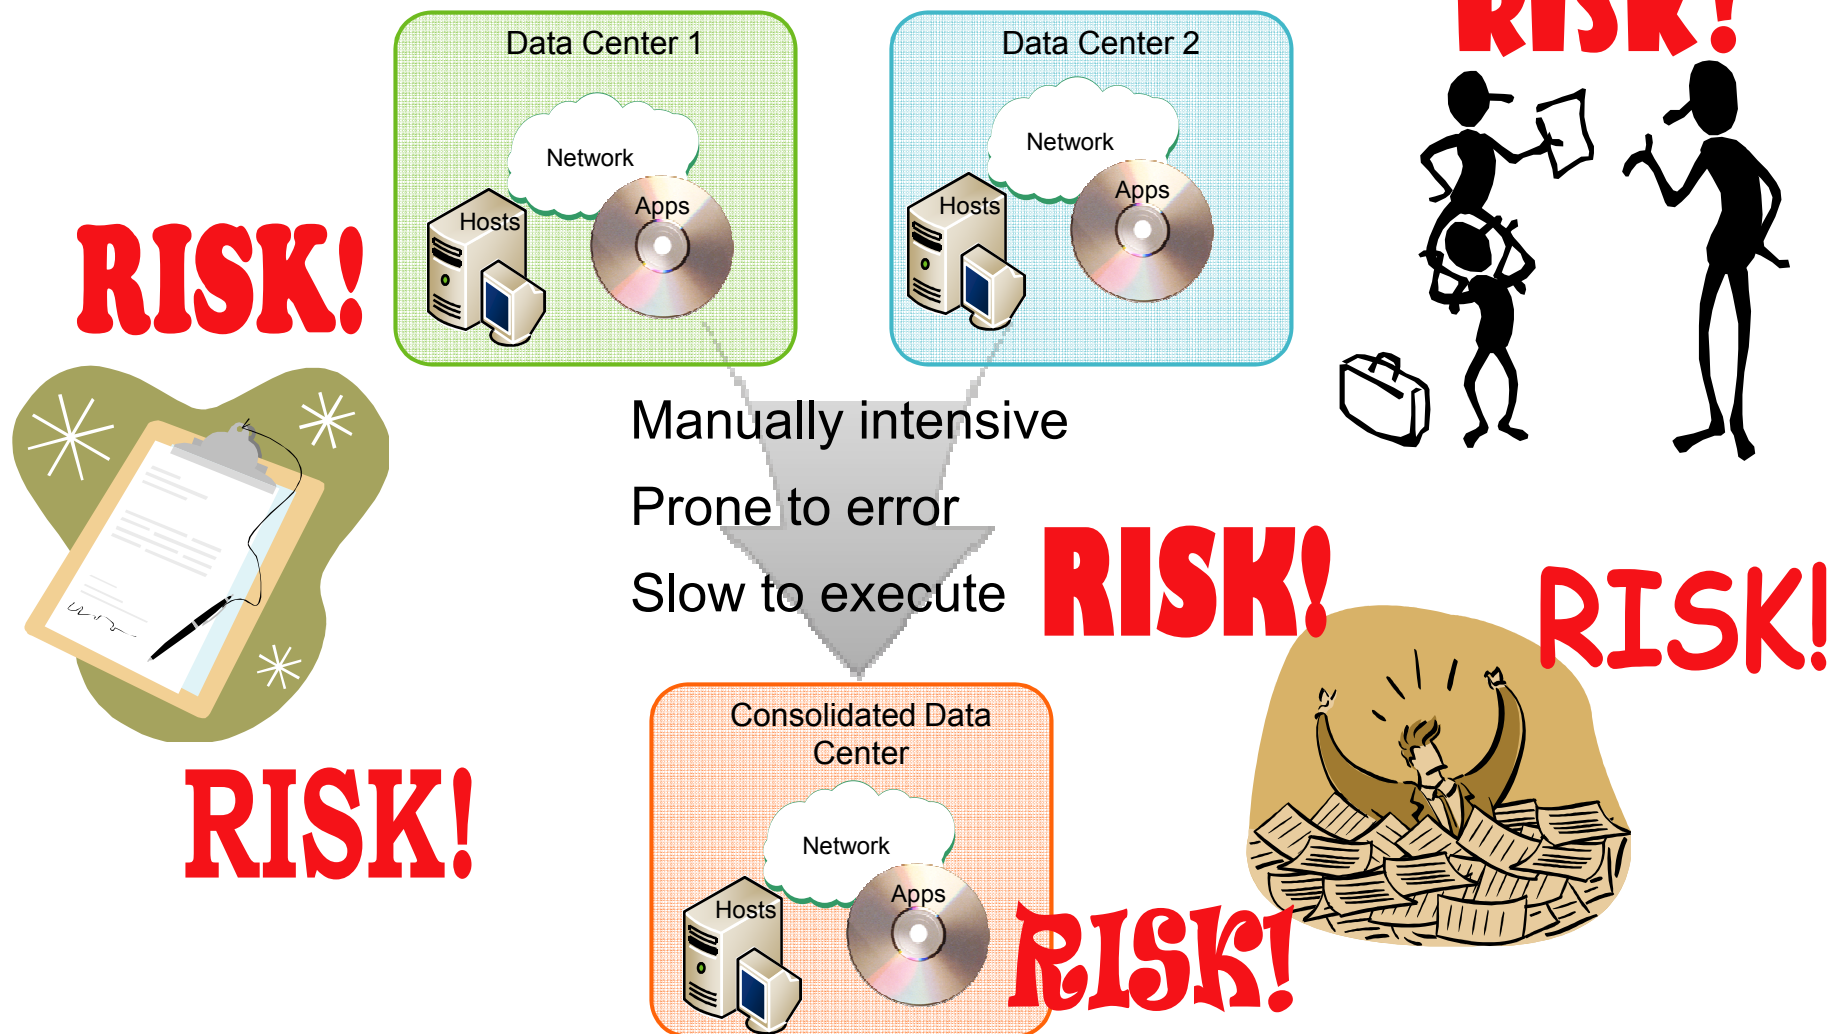 RISK!
Data Center 1
Network
Hosts
Apps
Data Center 2
Network
Hosts
Apps
RISK!
Manually intensive
Prone to error
Slow to execute
RISK!
RISK!
RISK!
Consolidated Data
Center
Network
Hosts
Apps
RISK!